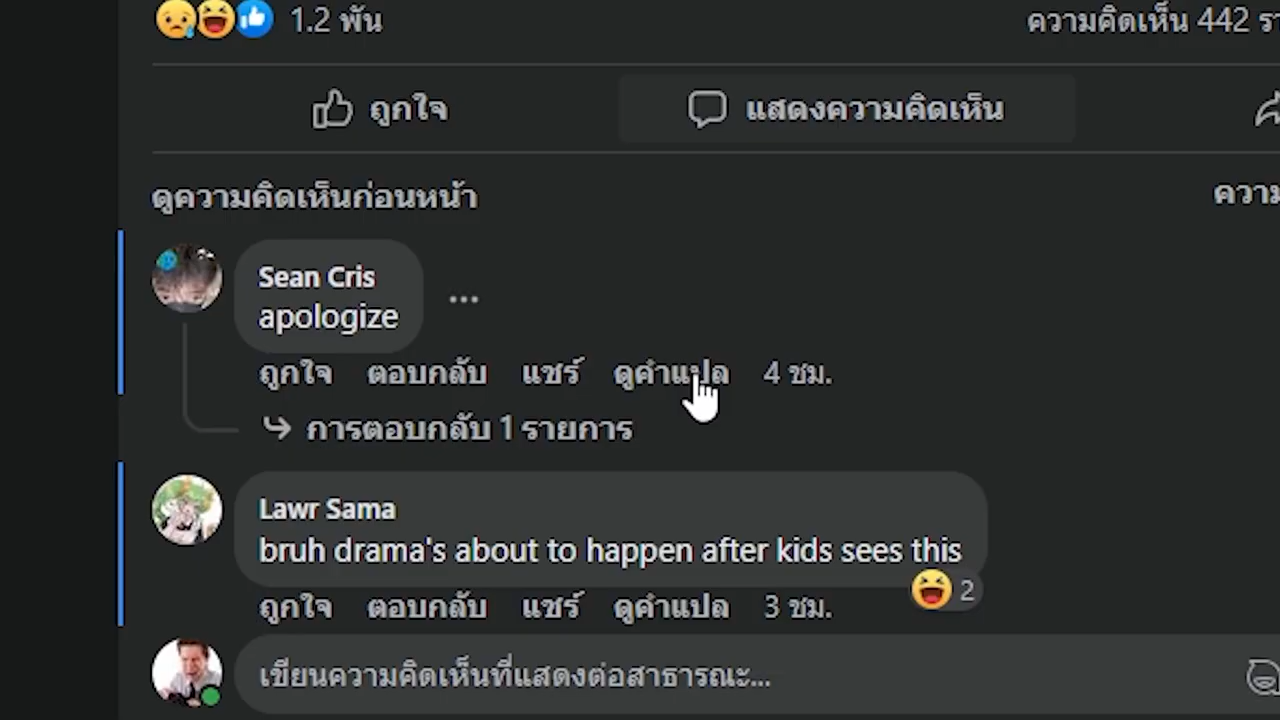 1.2 พัน
ความคิดเห็น 442
ถูกใจ
แสดงความคิดเห็น
ดูความคิดเห็นก่อนหน้า
Sean Cris
apologize
ถูกใจ ตอบกลับ แชร์ ดูคำแปล 4 ชม.
การตอบกลับ 1 รายการ
Lawr Sama
bruh drama's about to happen after kids sees this
2
ถูกใจ ตอบกลับ แชร์ ดูคำแปล 3 ชม.
เขียนความคิดเห็นที่แสดงต่อสาธารณะ...